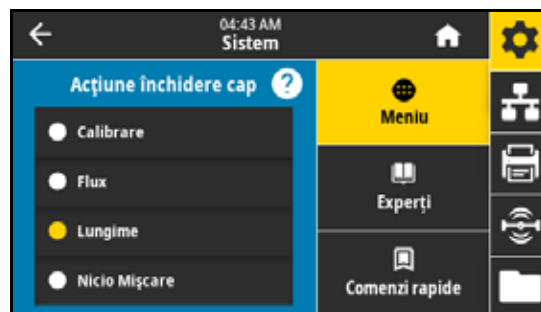 04:43 AM
Sistem
Acțiune închidere cap ?
Calibrare
Flux
Lungime
Nicio Mișcare
Meniu
Experți
Comenzi rapide